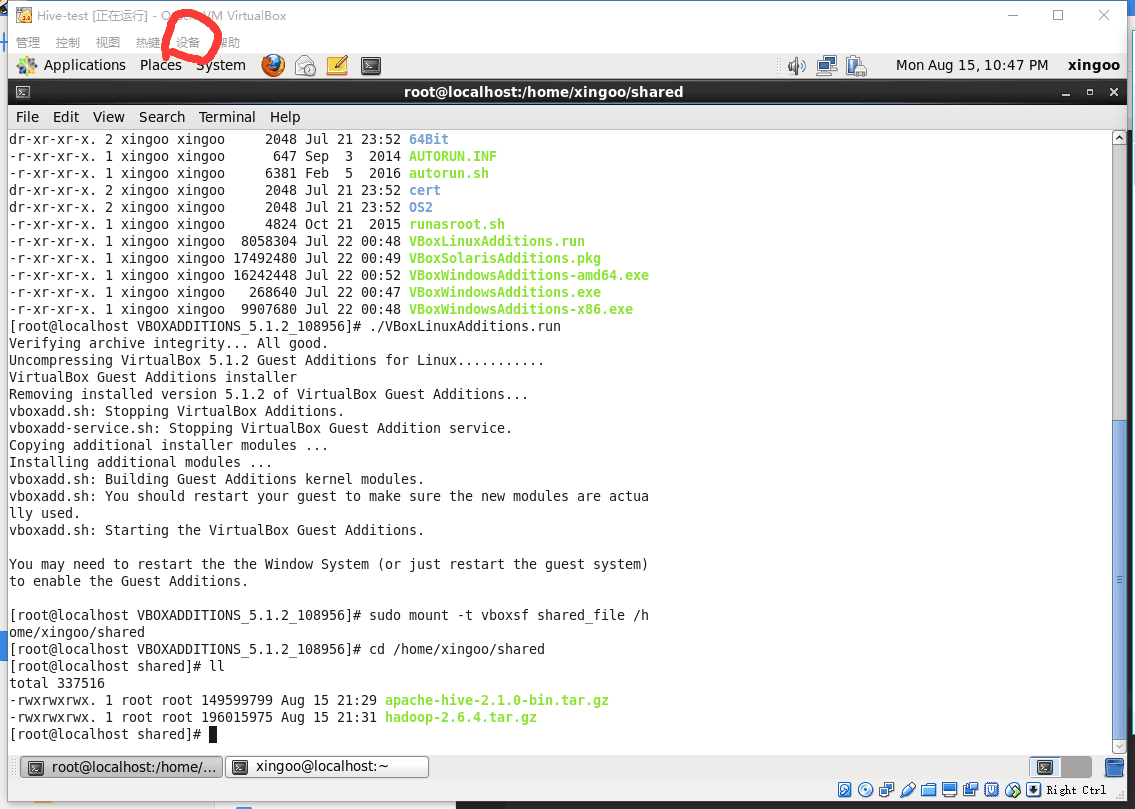 Hive-test [正在运行] - VM VirtualBox
管理 控制 视图 热键 设备 帮助
Applications Places System Mon Aug 15, 10:47 PM xingoo
root@localhost:/home/xingoo/shared
File Edit View Search Terminal Help
dr-xr-xr-x. 2 xingoo xingoo 2048 Jul 21 23:52 64Bit
-r-xr-xr-x. 1 xingoo xingoo 647 Sep 3 2014 AUTORUN.INF
-r-xr-xr-x. 1 xingoo xingoo 6381 Feb 5 2016 autorun.sh
dr-xr-xr-x. 2 xingoo xingoo 2048 Jul 21 23:52 cert
dr-xr-xr-x. 2 xingoo xingoo 2048 Jul 21 23:52 OS2
-r-xr-xr-x. 1 xingoo xingoo 4824 Oct 21 2015 runasroot.sh
-r-xr-xr-x. 1 xingoo xingoo 8058304 Jul 22 00:48 VBoxLinuxAdditions.run
-r-xr-xr-x. 1 xingoo xingoo 17492480 Jul 22 00:49 VBoxSolarisAdditions.pkg
-r-xr-xr-x. 1 xingoo xingoo 16242448 Jul 22 00:52 VBoxWindowsAdditions-amd64.exe
-r-xr-xr-x. 1 xingoo xingoo 268640 Jul 22 00:47 VBoxWindowsAdditions.exe
-r-xr-xr-x. 1 xingoo xingoo 9907680 Jul 22 00:48 VBoxWindowsAdditions-x86.exe
[root@localhost VBOXADDITIONS_5.1.2_108956]# ./VBoxLinuxAdditions.run
Verifying archive integrity... All good.
Uncompressing VirtualBox 5.1.2 Guest Additions for Linux...........
VirtualBox Guest Additions installer
Removing installed version 5.1.2 of VirtualBox Guest Additions...
vboxadd.sh: Stopping VirtualBox Additions.
vboxadd-service.sh: Stopping VirtualBox Guest Addition service.
Copying additional installer modules ...
Installing additional modules ...
vboxadd.sh: Building Guest Additions kernel modules.
vboxadd.sh: You should restart your guest to make sure the new modules are actua
lly used.
vboxadd.sh: Starting the VirtualBox Guest Additions.
You may need to restart the the Window System (or just restart the guest system)
to enable the Guest Additions.
[root@localhost VBOXADDITIONS_5.1.2_108956]# sudo mount -t vboxsf shared_file /h
ome/xingoo/shared
[root@localhost VBOXADDITIONS_5.1.2_108956]# cd /home/xingoo/shared
[root@localhost shared]# ll
total 337516
-rwxrwxrwx. 1 root root 149599799 Aug 15 21:29 apache-hive-2.1.0-bin.tar.gz
-rwxrwxrwx. 1 root root 196015975 Aug 15 21:31 hadoop-2.6.4.tar.gz
[root@localhost shared]#
root@localhost:/home/... xingoo@localhost:~
Right Ctrl